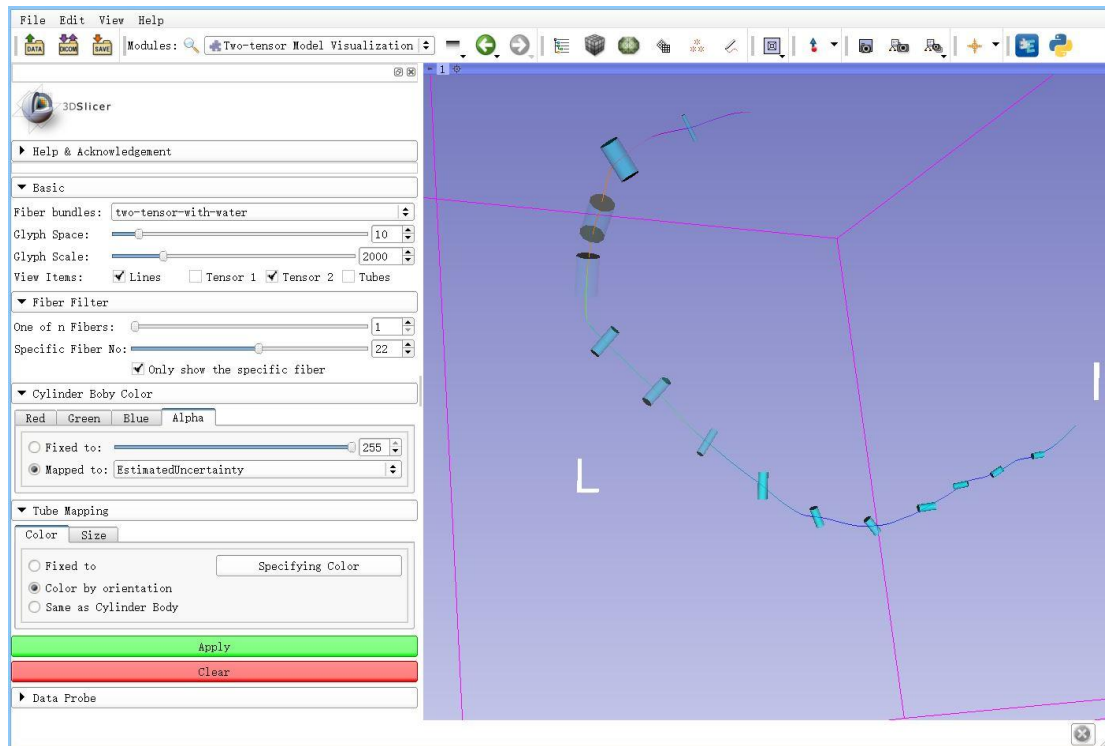 File Edit View Help
DATA DICOM SAVE Modules: Two-tensor Model Visualization
1
3DSlicer
Help & Acknowledgement
Basic
Fiber bundles: two-tensor-with-water
Glyph Space: 10
Glyph Scale: 2000
View Items: Lines Tensor 1 Tensor 2 Tubes
Fiber Filter
One of n Fibers: 1
Specific Fiber No: 22
Only show the specific fiber
Cylinder Boby Color
Red Green Blue Alpha
Fixed to: 255
Mapped to: EstimatedUncertainty
Tube Mapping
Color Size
Fixed to Specifying Color
Color by orientation
Same as Cylinder Body
Apply
Clear
Data Probe
L
I